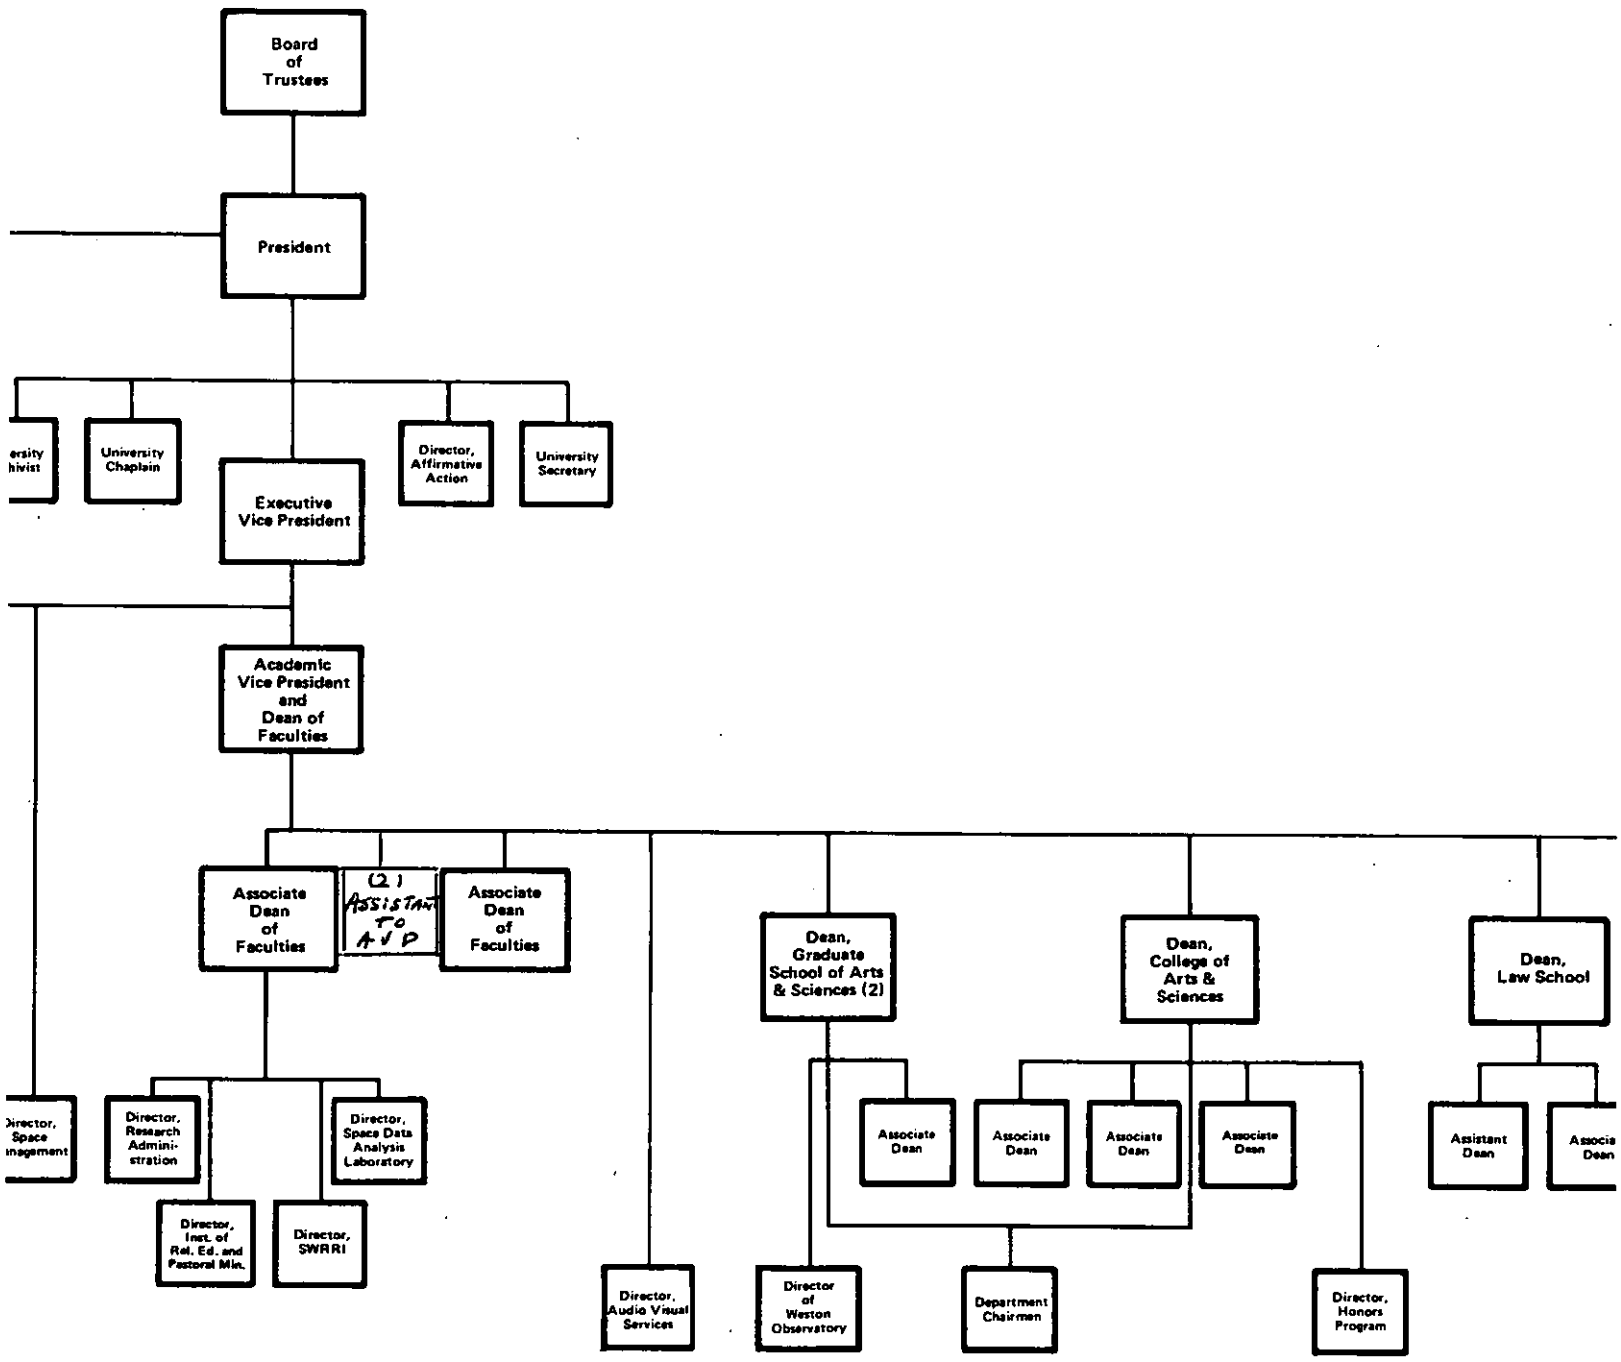 Board
of
Trustees
President
ersity
hivist
University
Chaplain
Director,
Affirmative
Action
University
Secretary
Executive
Vice President
Academic
Vice President
and
Dean of
Faculties
Associate
Dean
of
Faculties
(2)
ASSISTANT
TO
AVP
Associate
Dean
of
Faculties
Dean,
Graduate
School of Arts
& Sciences (2)
Dean,
College of
Arts &
Sciences
Dean,
Law School
Director,
Space
nagement
Director,
Research
Admini-
stration
Director,
Space Data
Analysis
Laboratory
Associate
Dean
Associate
Dean
Associate
Dean
Associate
Dean
Assistant
Dean
Associa
Dean
Director,
Inst. of
Rel. Ed. and
Pastoral Min.
Director,
SWRRI
Director,
Audio Visual
Services
Director
of
Weston
Observatory
Department
Chairmen
Director,
Honors
Program